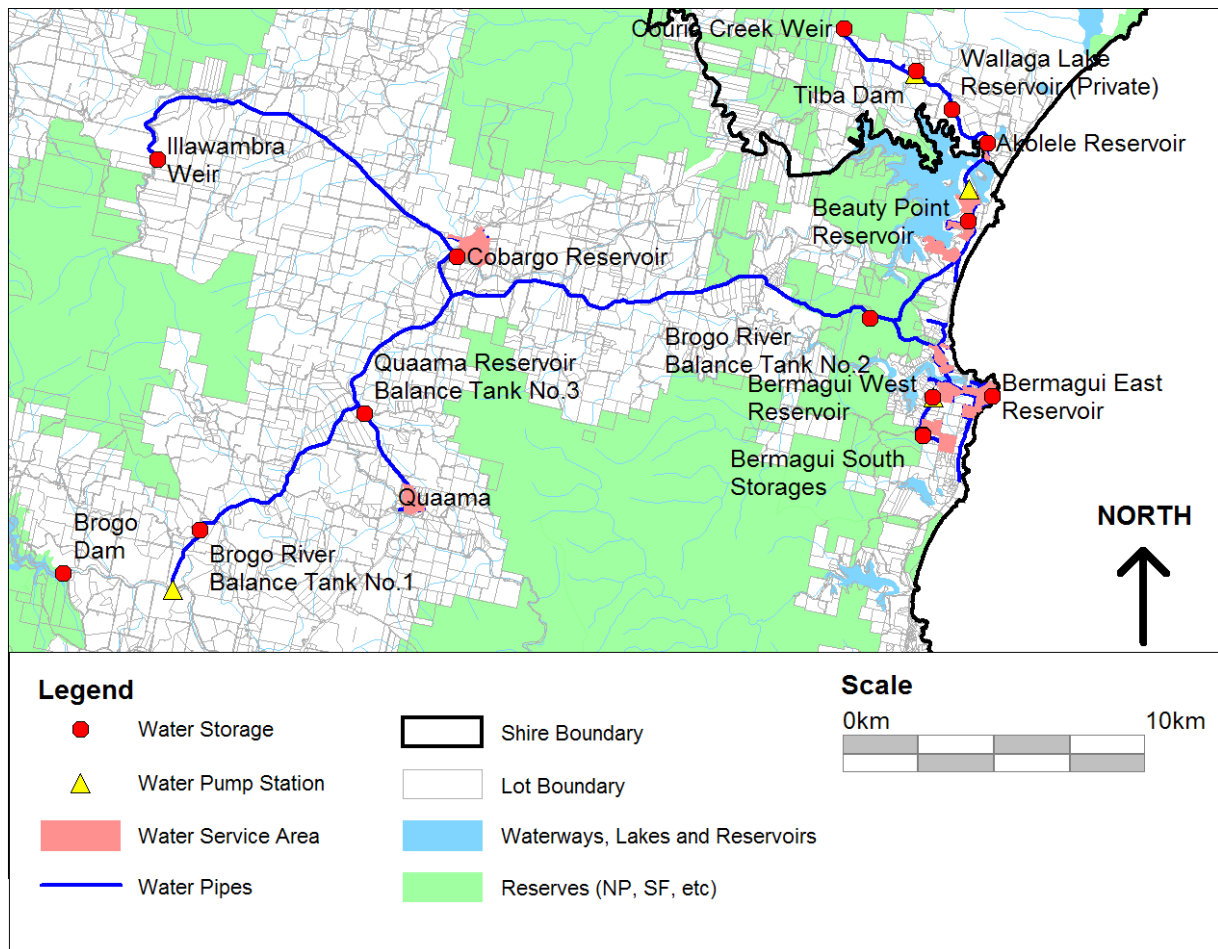 Couria Creek Weir
Wallaga Lake
Reservoir (Private)
Tilba Dam
Akolele Reservoir
Illawambra
Weir
Beauty Point
Reservoir
Cobargo Reservoir
Brogo River
Balance Tank No.2
Quaama Reservoir
Balance Tank No.3
Bermagui West
Reservoir
Bermagui East
Reservoir
Bermagui South
Storages
Quaama
Brogo
Dam
Brogo River
Balance Tank No.1
NORTH
Legend
Water Storage
Water Pump Station
Water Service Area
Water Pipes
Shire Boundary
Lot Boundary
Waterways, Lakes and Reservoirs
Reserves (NP, SF, etc)
Scale
0km 10km